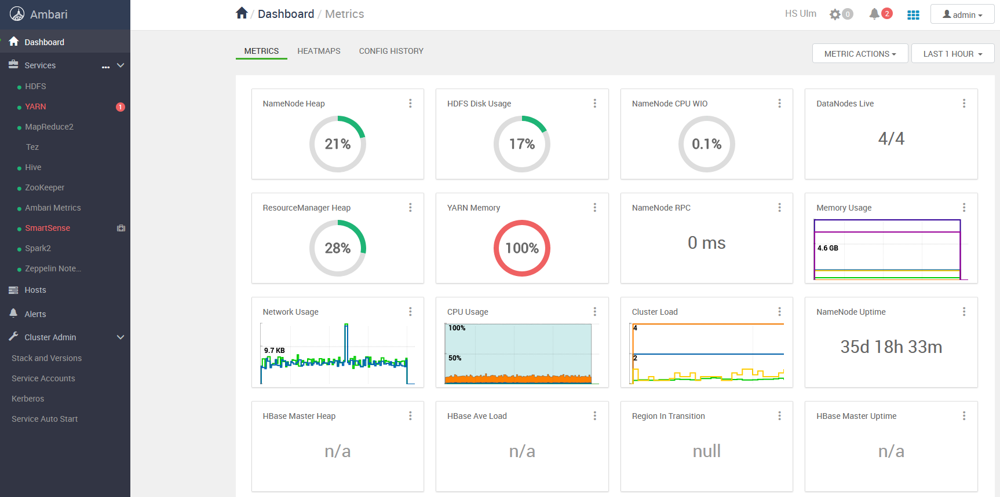 Ambari
Dashboard
Services ...
HDFS
YARN 1
MapReduce2
Tez
Hive
ZooKeeper
Ambari Metrics
SmartSense
Spark2
Zeppelin Note...
Hosts
Alerts
Cluster Admin
Stack and Versions
Service Accounts
Kerberos
Service Auto Start
/ Dashboard / Metrics
HS Ulm 0 2 admin
METRICS HEATMAPS CONFIG HISTORY
METRIC ACTIONS LAST 1 HOUR
NameNode Heap
21%
HDFS Disk Usage
17%
NameNode CPU WIO
0.1%
DataNodes Live
4/4
ResourceManager Heap
28%
YARN Memory
100%
NameNode RPC
0 ms
Memory Usage
4.6 GB
Network Usage
9.7 KB
CPU Usage
100%
50%
Cluster Load
4
2
NameNode Uptime
35d 18h 33m
HBase Master Heap
n/a
HBase Ave Load
n/a
Region In Transition
null
HBase Master Uptime
n/a